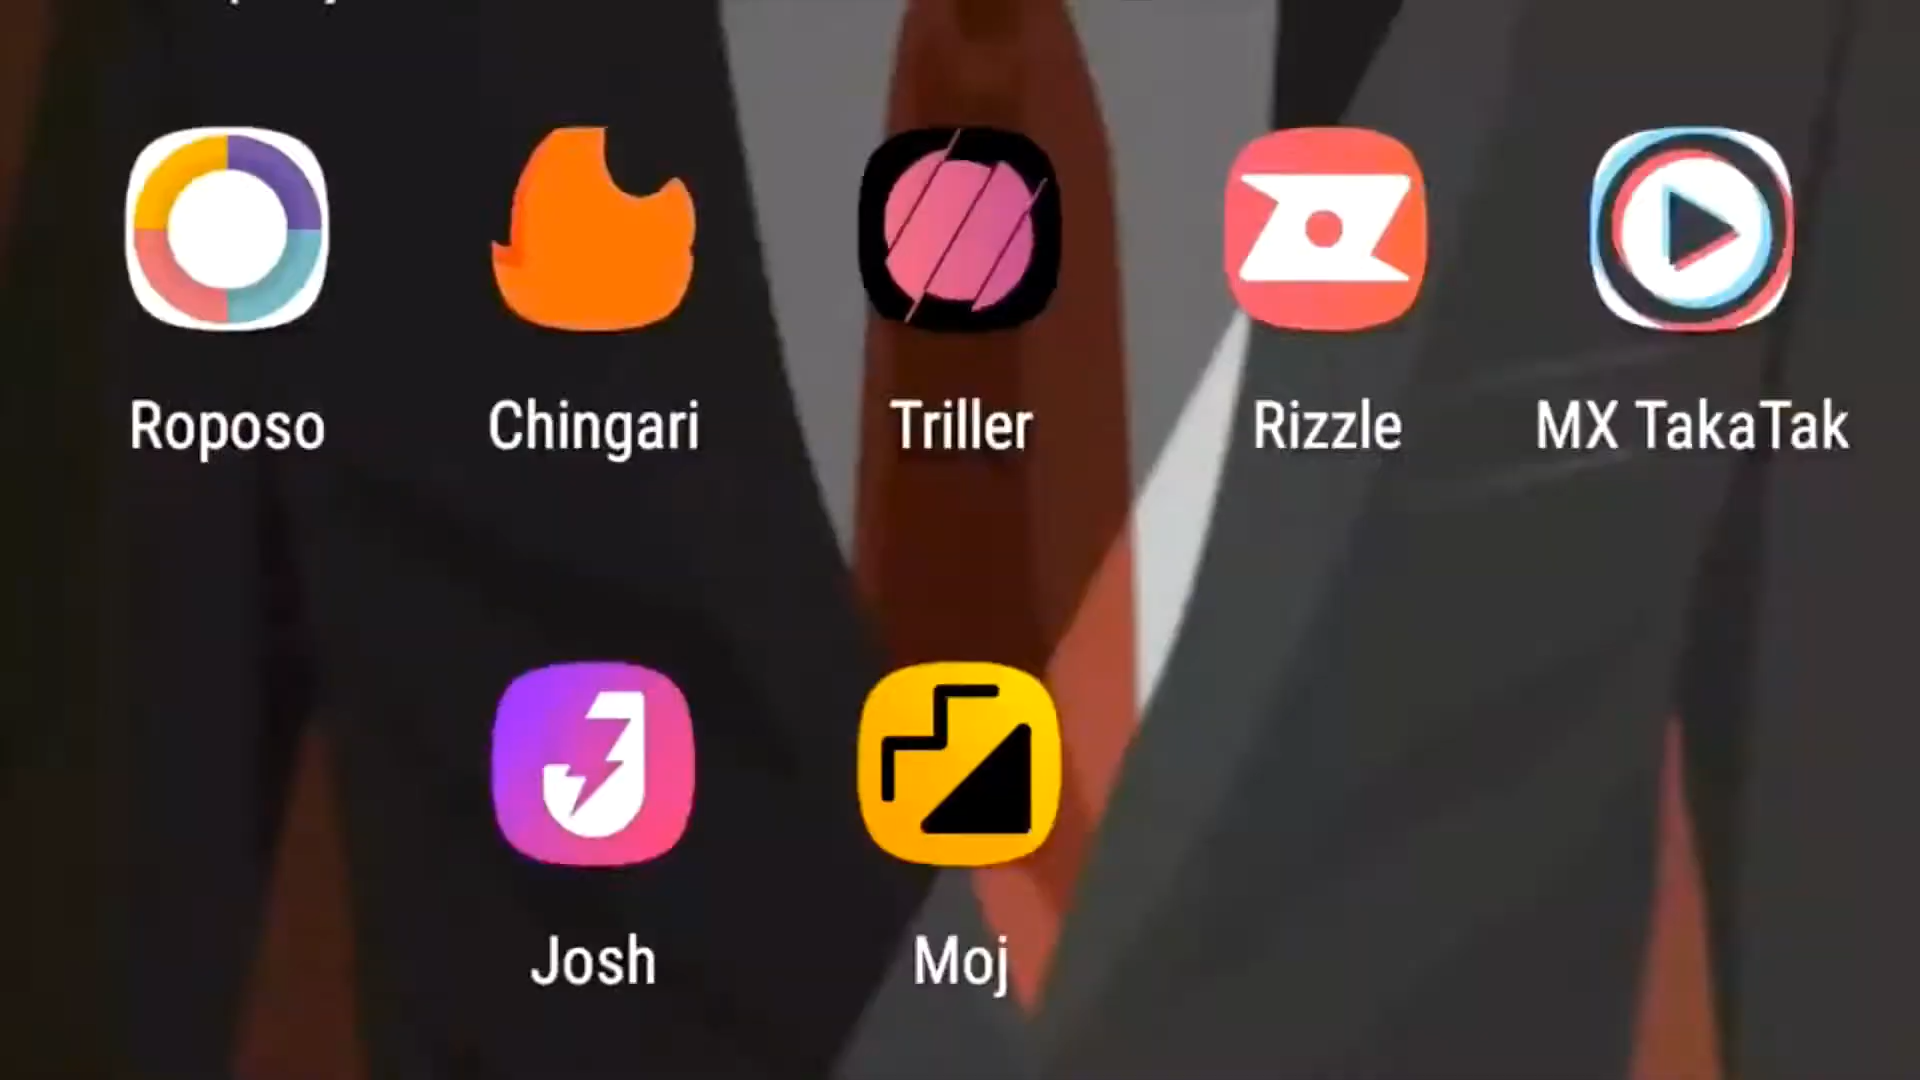 Roposo
Chingari
Triller
Rizzle
MX TakaTak
Josh
Moj